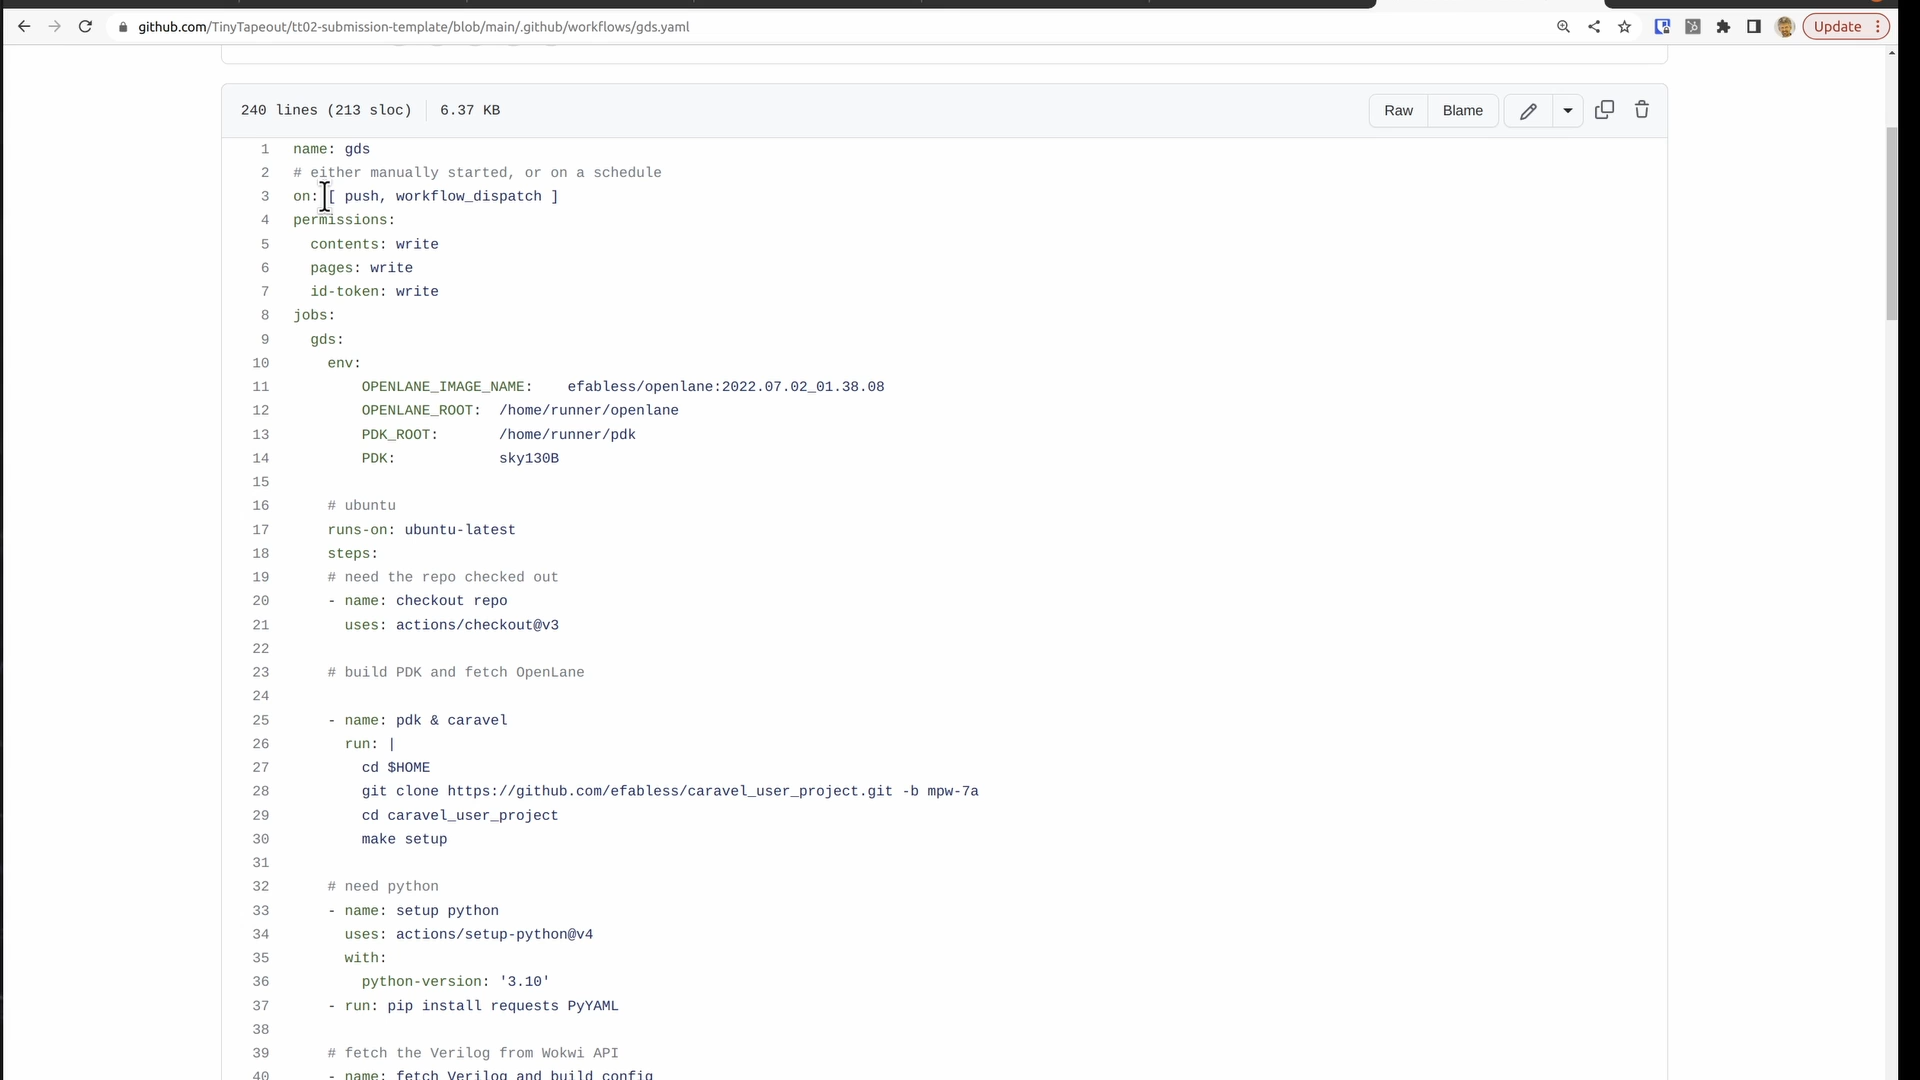 github.com/TinyTapeout/tt02-submission-template/blob/main/.github/workflows/gds.yaml
Update
240 lines (213 sloc) 6.37 KB
Raw Blame
1 name: gds
2 # either manually started, or on a schedule
3 on: [ push, workflow_dispatch ]
4 permissions:
5 contents: write
6 pages: write
7 id-token: write
8 jobs:
9 gds:
10 env:
11 OPENLANE_IMAGE_NAME: efabless/openlane:2022.07.02_01.38.08
12 OPENLANE_ROOT: /home/runner/openlane
13 PDK_ROOT: /home/runner/pdk
14 PDK: sky130B
15
16 # ubuntu
17 runs-on: ubuntu-latest
18 steps:
19 # need the repo checked out
20 - name: checkout repo
21 uses: actions/checkout@v3
22
23 # build PDK and fetch OpenLane
24
25 - name: pdk & caravel
26 run: |
27 cd $HOME
28 git clone https://github.com/efabless/caravel_user_project.git -b mpw-7a
29 cd caravel_user_project
30 make setup
31
32 # need python
33 - name: setup python
34 uses: actions/setup-python@v4
35 with:
36 python-version: '3.10'
37 - run: pip install requests PyYAML
38
39 # fetch the Verilog from Wokwi API
40 - name: fetch Verilog and build config